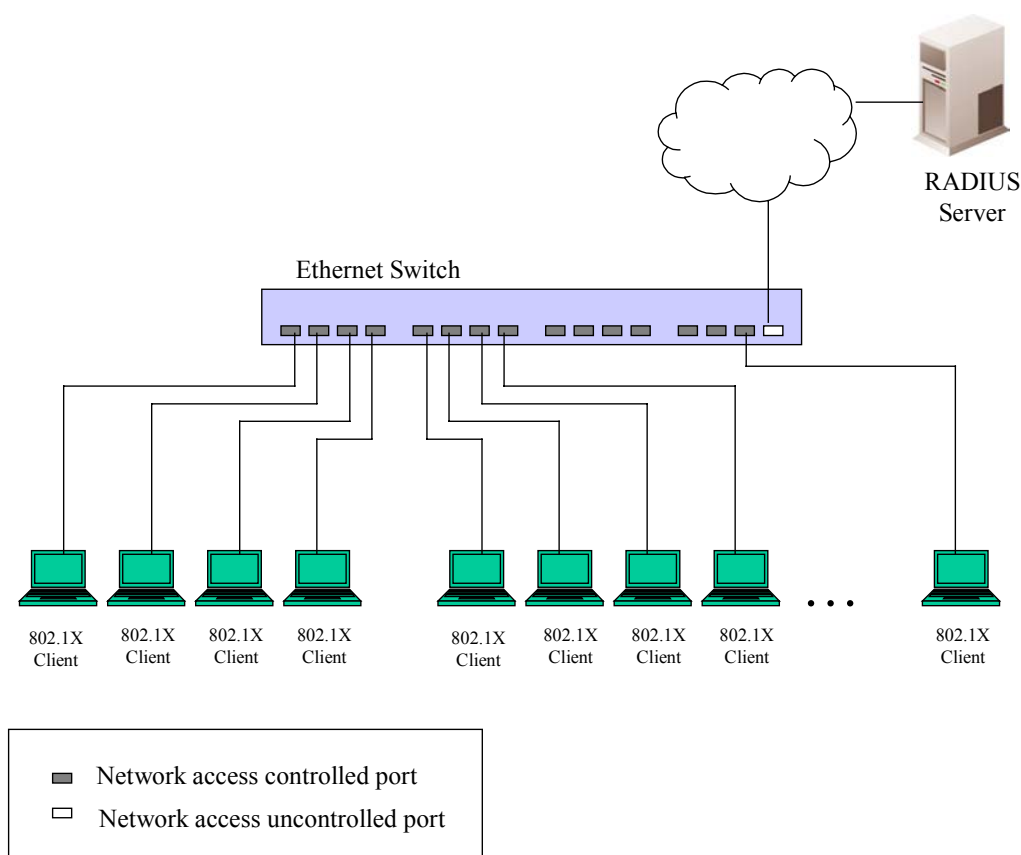 RADIUS
Server
Ethernet Switch
802.1X
Client
802.1X
Client
802.1X
Client
802.1X
Client
802.1X
Client
802.1X
Client
802.1X
Client
802.1X
Client
. . .
802.1X
Client
Network access controlled port
Network access uncontrolled port